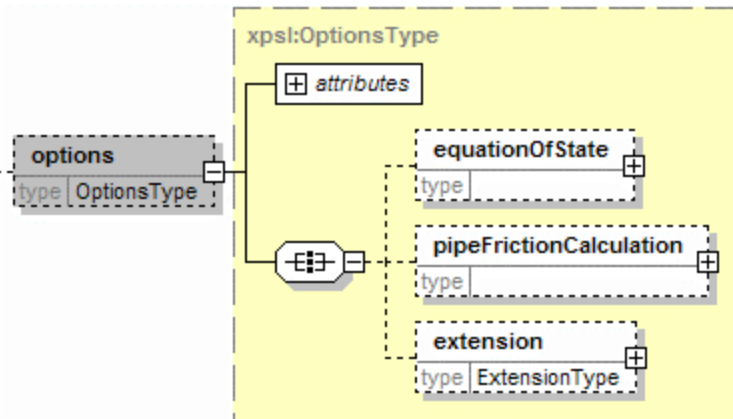 xpsl:OptionsType
attributes
options
type OptionsType
equationOfState
type
pipeFrictionCalculation
type
extension
type ExtensionType